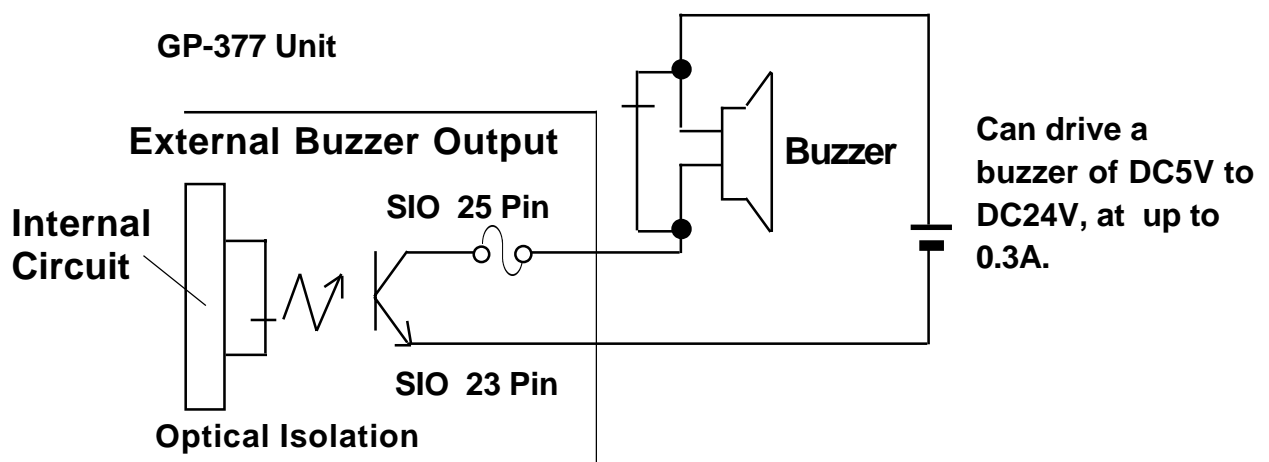 GP-377 Unit
External Buzzer Output
Internal
Circuit
SIO 25 Pin
SIO 23 Pin
Optical Isolation
Buzzer
Can drive a
buzzer of DC5V to
DC24V, at up to
0.3A.